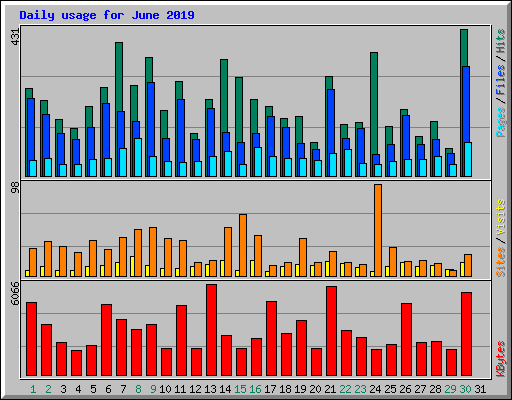 Daily usage for June 2019
431
Pages / Files / Hits
98
Sites / Visits
6066
KBytes
1 2 3 4 5 6 7 8 9 10 11 12 13 14 15 16 17 18 19 20 21 22 23 24 25 26 27 28 29 30 31